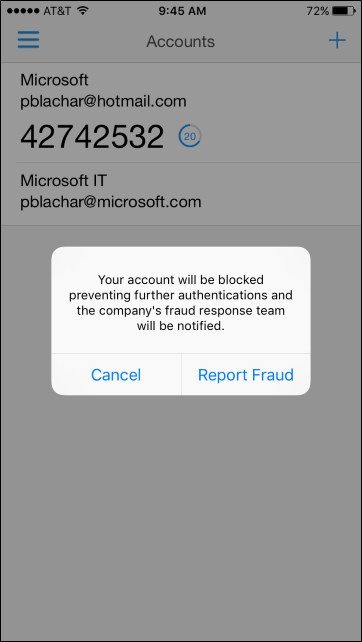 AT&T 9:45 AM 72%
Accounts
Microsoft
pblachar@hotmail.com
42742532 20
Microsoft IT
pblachar@microsoft.com
Your account will be blocked
preventing further authentications and
the company's fraud response team
will be notified.
Cancel Report Fraud